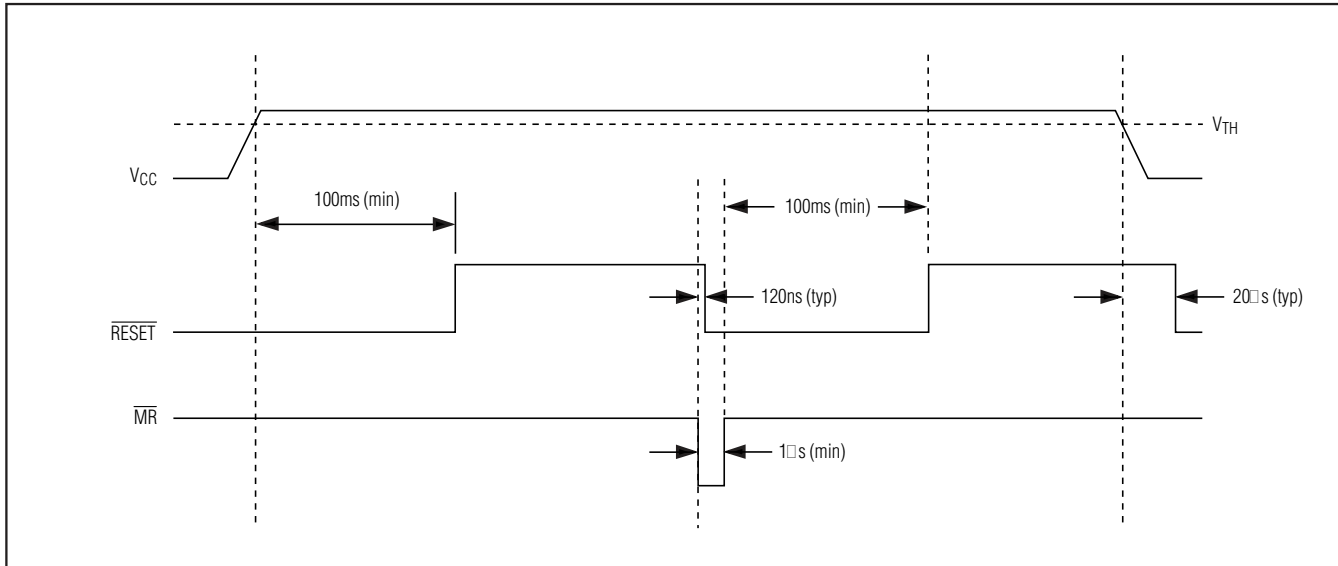 VTH
VCC
100ms (min)
100ms (min)
120ns (typ)
20□s (typ)
RESET
MR
1□s (min)